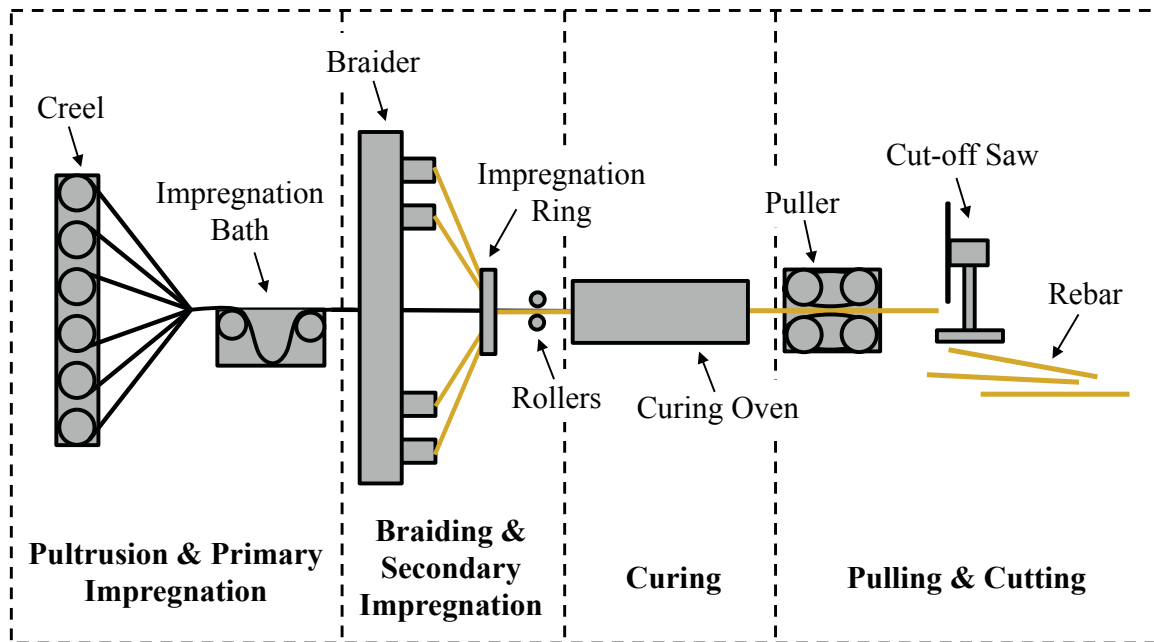 Creel
Impregnation
Bath
Braider
Impregnation
Ring
Rollers
Curing Oven
Puller
Cut-off Saw
Rebar
Pultrusion & Primary
Impregnation
Braiding &
Secondary
Impregnation
Curing
Pulling & Cutting